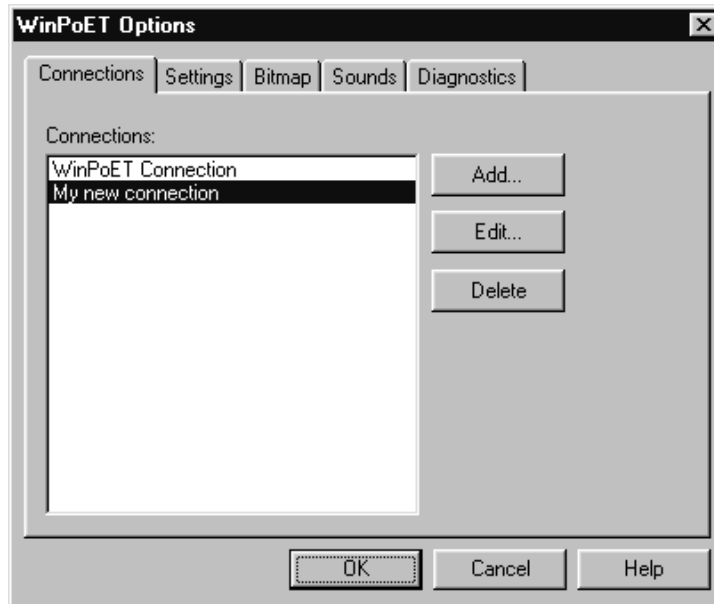 WinPoET Options
Connections Settings Bitmap Sounds Diagnostics
Connections:
WinPoET Connection
My new connection
Add...
Edit...
Delete
OK Cancel Help